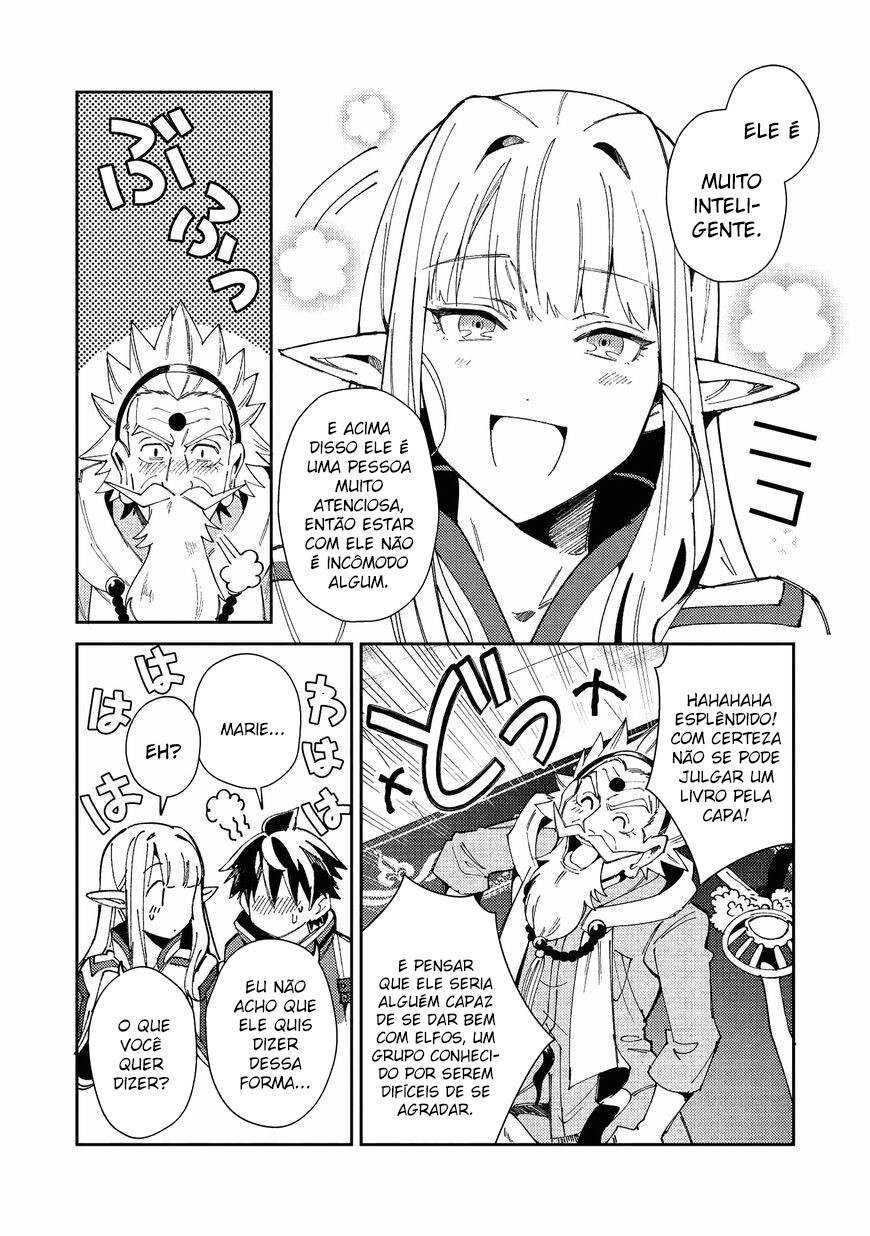 ELE É
MUITO
INTELI-
GENTE.
ニコ
E ACIMA
DISSO ELE É
UMA PESSOA
MUITO
ATENCIOSA,
ENTÃO ESTAR
COM ELE NÃO
É INCÔMODO
ALGUM.
ぶーっ
ふふっ
HAHAHAHA
ESPLÊNDIDO!
COM CERTEZA
NÃO SE PODE
JULGAR UM
LIVRO PELA
CAPA!
どっ
E PENSAR
QUE ELE SERIA
ALGUÉM CAPAZ
DE SE DAR BEM
COM ELFOS, UM
GRUPO CONHECI-
DO POR SEREM
DIFÍCEIS DE SE
AGRADAR.
わはは
MARIE...
ははは
EH?
EU NÃO
ACHO QUE
ELE QUIS
DIZER
DESSA
FORMA...
O QUE
VOCÊ
QUER
DIZER?